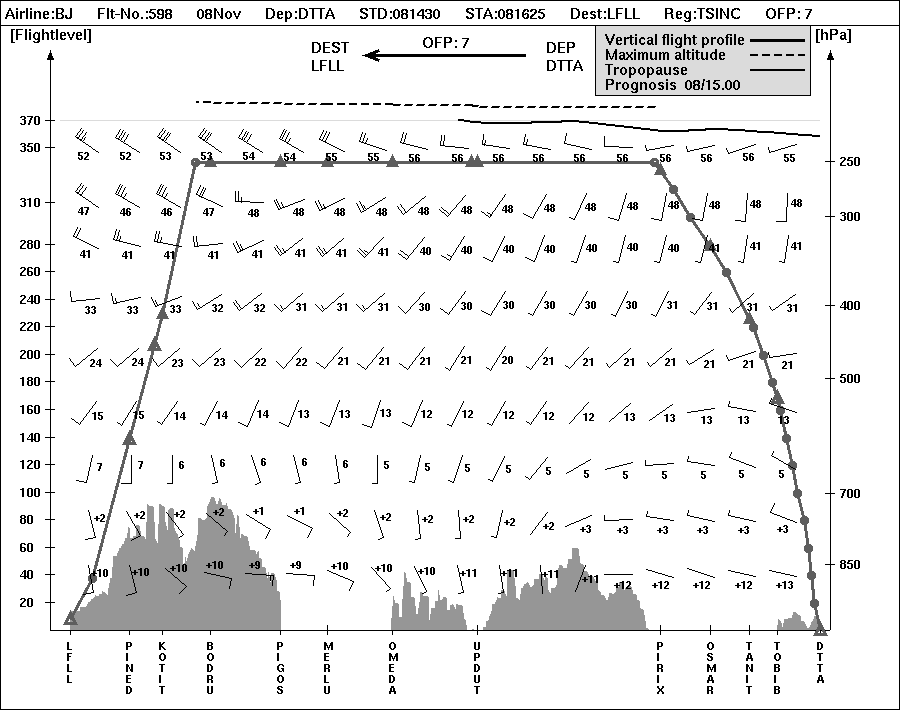 Airline:BJ Flt-No.:598 08Nov Dep:DTTA STD:081430 STA:081625 Dest:LFLL Reg:TSINC OFP: 7
[Flightlevel] [hPa]
DEST OFP: 7 DEP
LFLL DTTA
Vertical flight profile
Maximum altitude
Tropopause
Prognosis 08/15.00
370
350
52 52 53 53 54 54 55 55 56 56 56 56 56 56 56 56 55
250
310
47 46 46 47 48 48 48 48 48 48 48 48 48 48 48 48 48 48
300
280
41 41 41 41 41 41 41 41 40 40 40 40 40 40 40 41 41 41
260
240
33 33 33 32 32 31 31 31 30 30 30 30 30 30 31 31 31 31
400
220
200
24 24 23 23 22 22 21 21 21 21 20 21 21 21 21 21 21 21
180
500
160
15 15 14 14 14 13 13 13 12 12 12 12 12 13 13 13 13 13
140
120
7 7 6 6 6 6 6 5 5 5 5 5 5 5 5 5 5 5
100
700
80
+2 +2 +2 +2 +1 +1 +2 +2 +2 +2 +2 +2 +3 +3 +3 +3 +3
60
40
+10 +10 +10 +10 +9 +9 +10 +10 +10 +11 +11 +11 +11 +12 +12 +12 +12 +13
850
20
LFLL
PINED
KOTIT
BODRU
PIGOS
MERLU
OMEDA
UPDUT
PIRIX
OSMAR
TANIT
TOBIB
DTTA